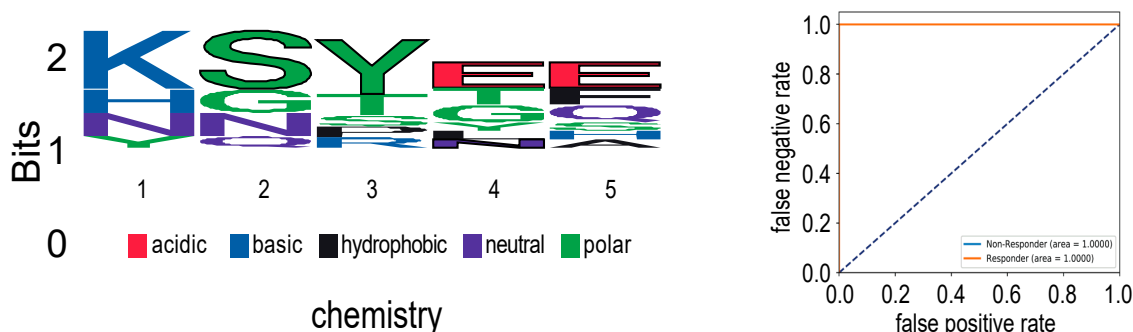 2
1
0
Bits
K S Y E E
H G T T F
N N S G Q
Y Q P Y S
R N H
A
1 2 3 4 5
acidic basic hydrophobic neutral polar
chemistry
1.0
0.8
0.6
0.4
0.2
0.0
false negative rate
Non-Responder (area = 1.0000)
Responder (area = 1.0000)
0.0 0.2 0.4 0.6 0.8 1.0
false positive rate